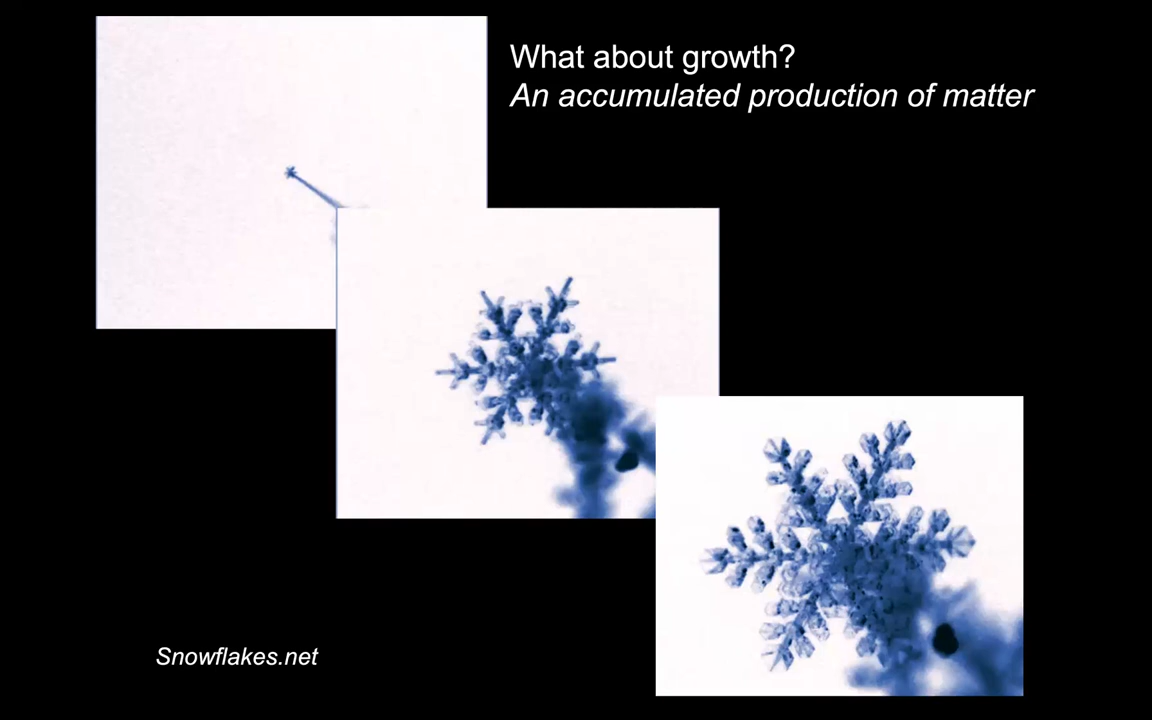 What about growth?
An accumulated production of matter
Snowflakes.net